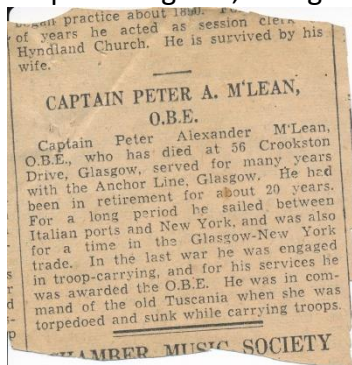 practice about 1890.
of years he acted as session clerk
Hyndland Church. He is survived by his
wife.
CAPTAIN PETER A. M'LEAN,
O.B.E.
Captain Peter Alexander M'Lean,
O.B.E., who has died at 56 Crookston
Drive, Glasgow, served for many years
with the Anchor Line, Glasgow. He had
been in retirement for about 20 years.
For a long period he sailed between
Italian ports and New York, and was also
for a time in the Glasgow-New York
trade. In the last war he was engaged
in troop-carrying, and for his services he
was awarded the O.B.E. He was in com-
mand of the old Tuscania when she was
torpedoed and sunk while carrying troops.
CHAMBER MUSIC SOCIETY